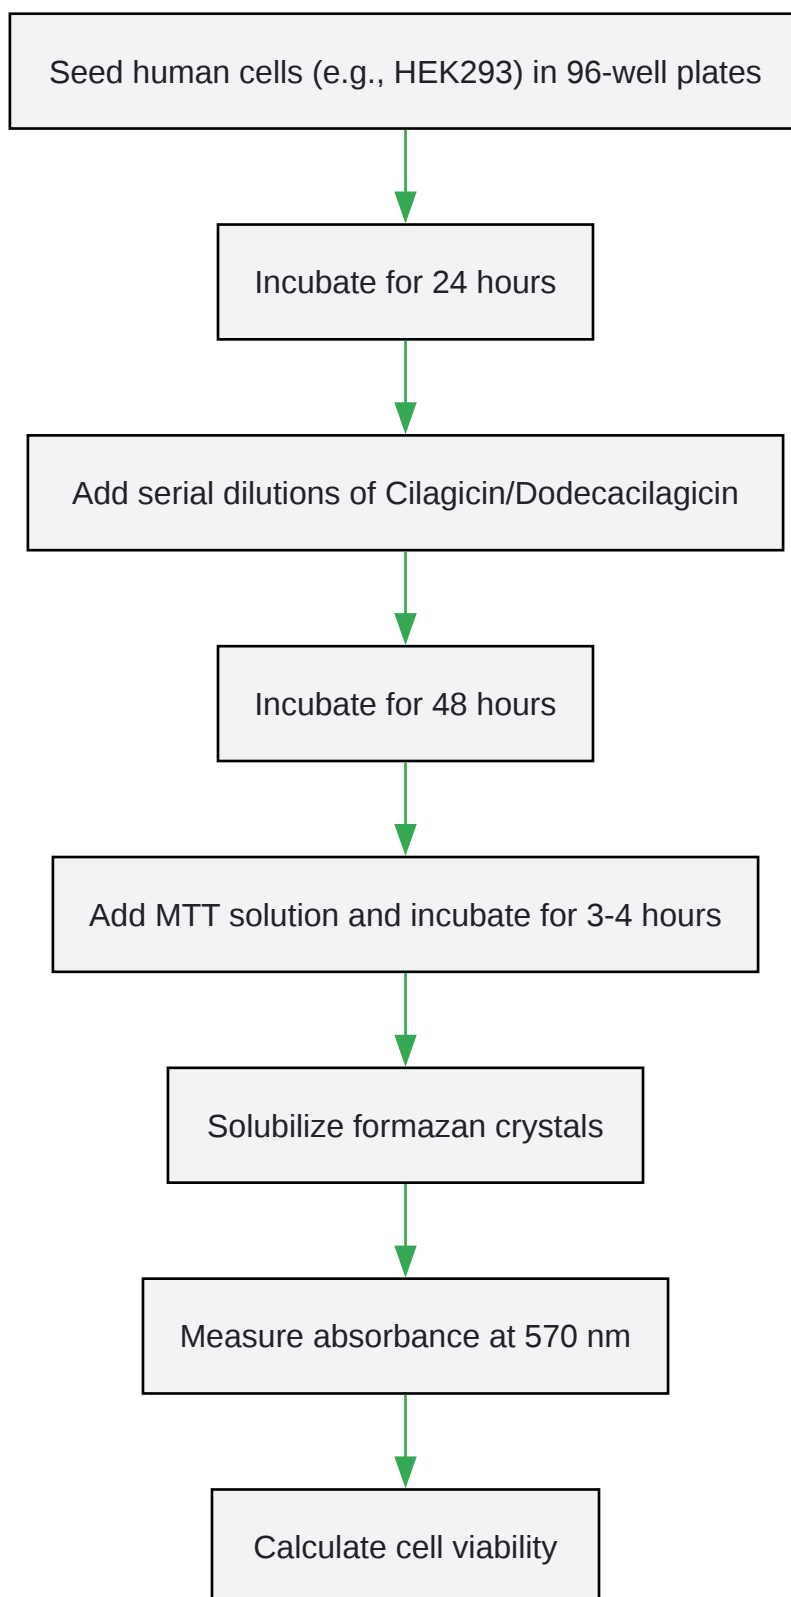 Seed human cells (e.g., HEK293) in 96-well plates
Incubate for 24 hours
Add serial dilutions of Cilagicin/Dodecacilagicin
Incubate for 48 hours
Add MTT solution and incubate for 3-4 hours
Solubilize formazan crystals
Measure absorbance at 570 nm
Calculate cell viability